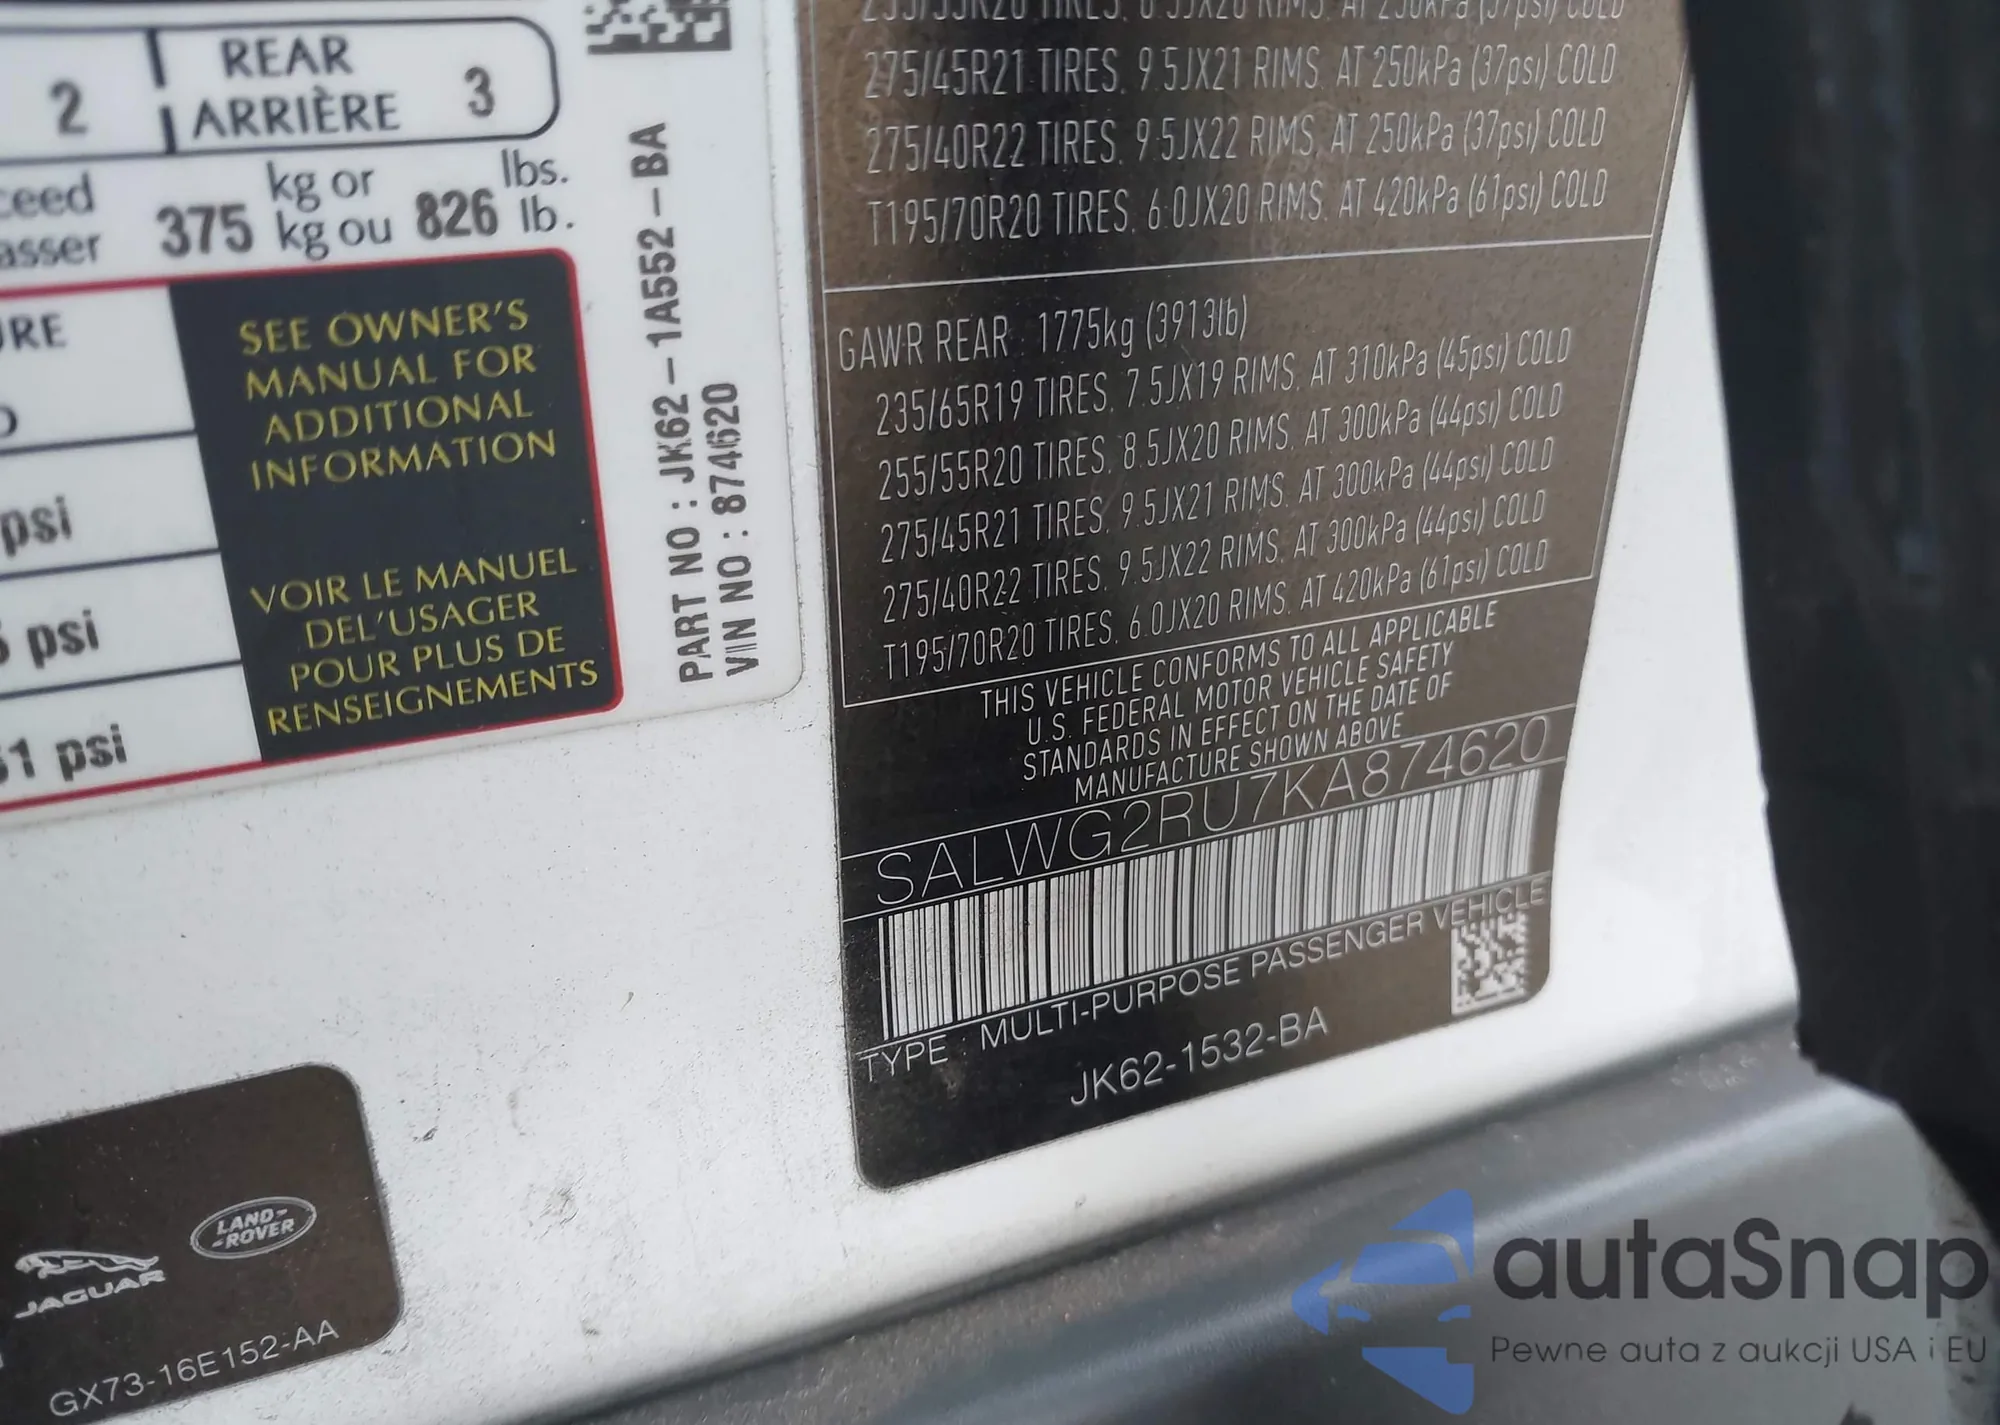 2
REAR
ARRIÈRE 3
375 kg or
kg ou 826 lbs.
lb.
SEE OWNER'S
MANUAL FOR
ADDITIONAL
INFORMATION
VOIR LE MANUEL
DEL'USAGER
POUR PLUS DE
RENSEIGNEMENTS
psi
psi
psi
PART NO : JK62-1A552-BA
VIN NO : 874620
275/45R21 TIRES, 9.5JX21 RIMS, AT 250kPa (37psi) COLD
275/40R22 TIRES, 9.5JX22 RIMS, AT 250kPa (37psi) COLD
T195/70R20 TIRES, 6.0JX20 RIMS, AT 420kPa (61psi) COLD
GAWR REAR : 1775kg (3913lb)
235/65R19 TIRES, 7.5JX19 RIMS, AT 310kPa (45psi) COLD
255/55R20 TIRES, 8.5JX20 RIMS, AT 300kPa (44psi) COLD
275/45R21 TIRES, 9.5JX21 RIMS, AT 300kPa (44psi) COLD
275/40R22 TIRES, 9.5JX22 RIMS, AT 300kPa (44psi) COLD
T195/70R20 TIRES, 6.0JX20 RIMS, AT 420kPa (61psi) COLD
THIS VEHICLE CONFORMS TO ALL APPLICABLE
U.S. FEDERAL MOTOR VEHICLE SAFETY
STANDARDS IN EFFECT ON THE DATE OF
MANUFACTURE SHOWN ABOVE
SALWG2RU7KA874620
TYPE : MULTI-PURPOSE PASSENGER VEHICLE
JK62-1532-BA
JAGUAR
LAND-
-ROVER
GX73-16E152-AA
autaSnap
Pewne auta z aukcji USA i EU